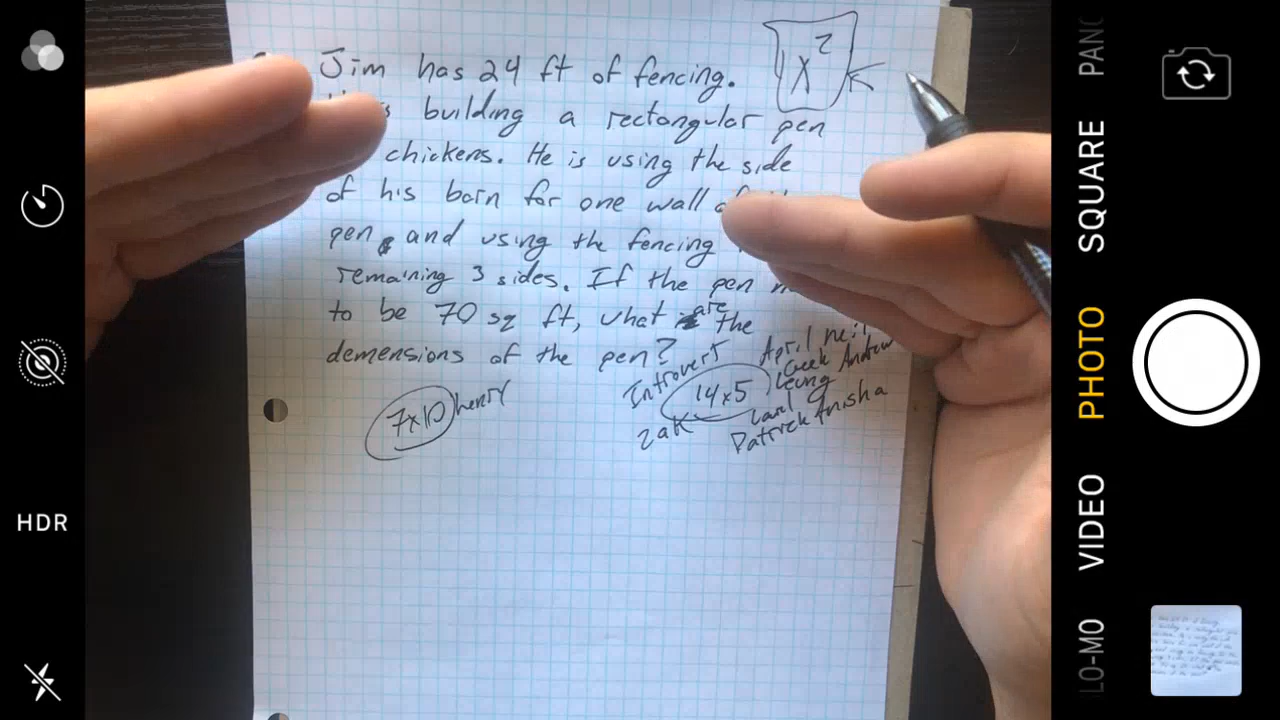 Jim has 24 ft of fencing.
building a rectangular pen
chickens. He is using the side
of his barn for one wall
pen, and using the fencing
remaining 3 sides. If the pen
to be 70 sq ft, what are the
demensions of the pen?
x²
7x10 henry
Introvert
14x5
Zak
April Neil
Geek Andrew
Leung
Patrick Anisha
PANO
SQUARE
PHOTO
VIDEO
LO-MO
HDR